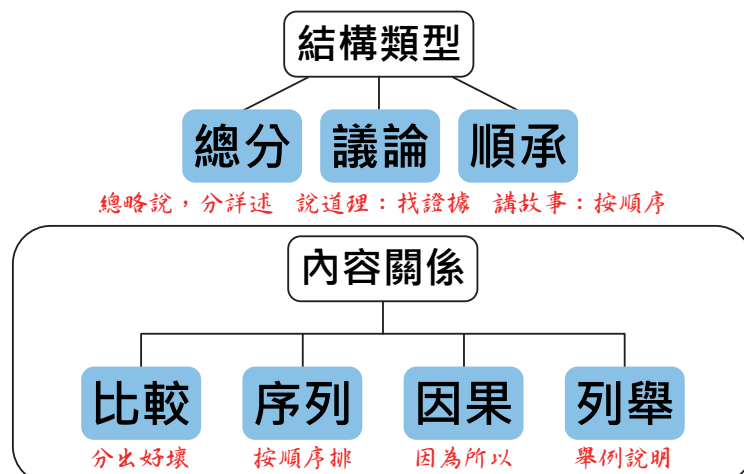 結構類型
總分 議論 順承
總略說，分詳述 說道理：找證據 講故事：按順序
內容關係
比較 序列 因果 列舉
分出好壞 按順序排 因為所以 舉例說明